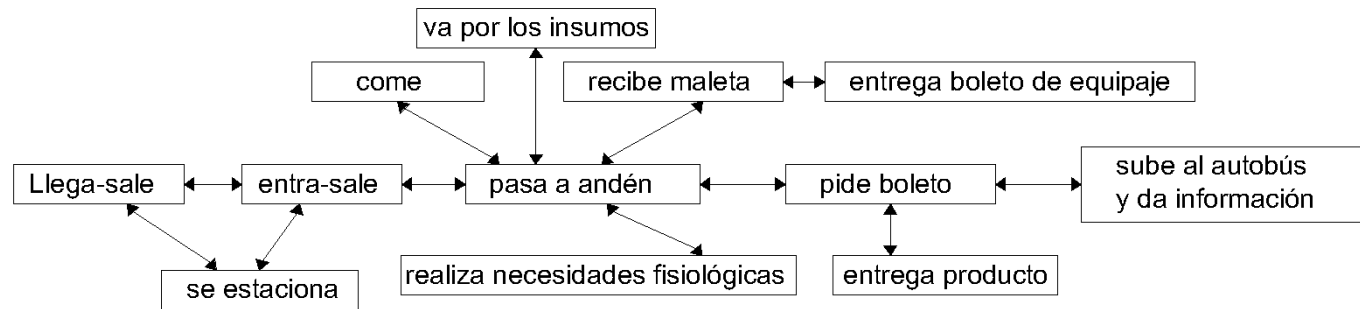 va por los insumos
come
recibe maleta
entrega boleto de equipaje
Llega-sale
entra-sale
pasa a andén
pide boleto
sube al autobús
y da información
se estaciona
realiza necesidades fisiológicas
entrega producto